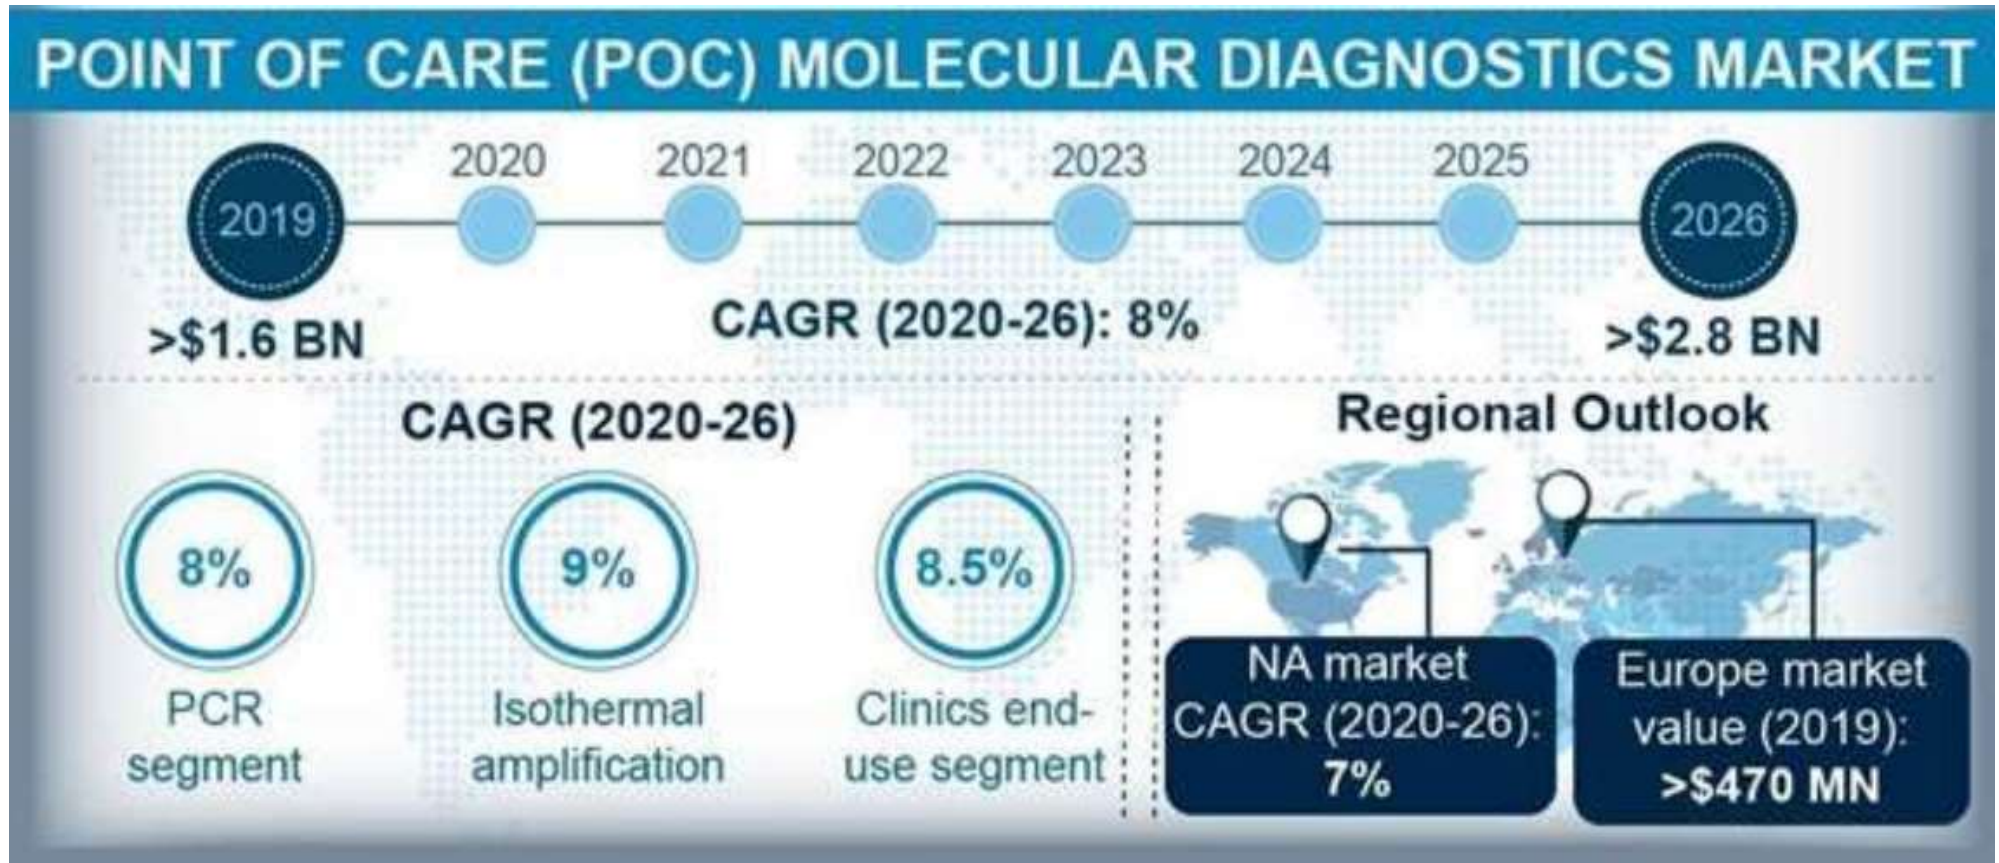 POINT OF CARE (POC) MOLECULAR DIAGNOSTICS MARKET
2019
2020
2021
2022
2023
2024
2025
2026
>$1.6 BN
CAGR (2020-26): 8%
>$2.8 BN
CAGR (2020-26)
8%
PCR
segment
9%
Isothermal
amplification
8.5%
Clinics end-
use segment
Regional Outlook
NA market
CAGR (2020-26):
7%
Europe market
value (2019):
>$470 MN